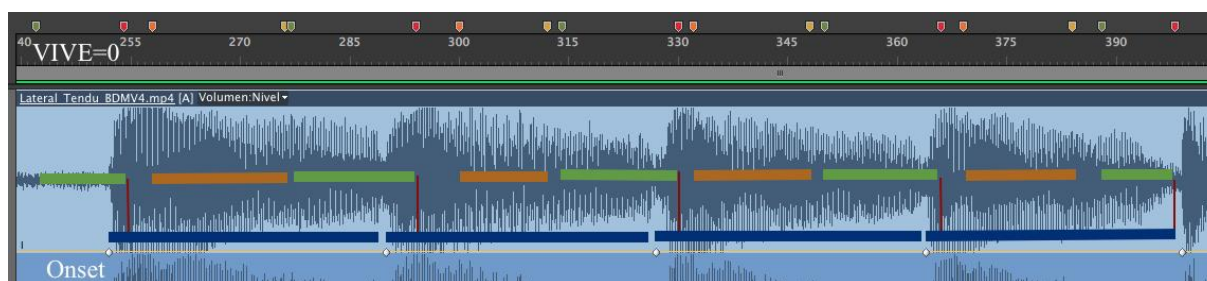 40 255 270 285 300 315 330 345 360 375 390
VIVE=0
Lateral_Tendu_BDMV4.mp4 [A] Volumen:Nivel
Onset